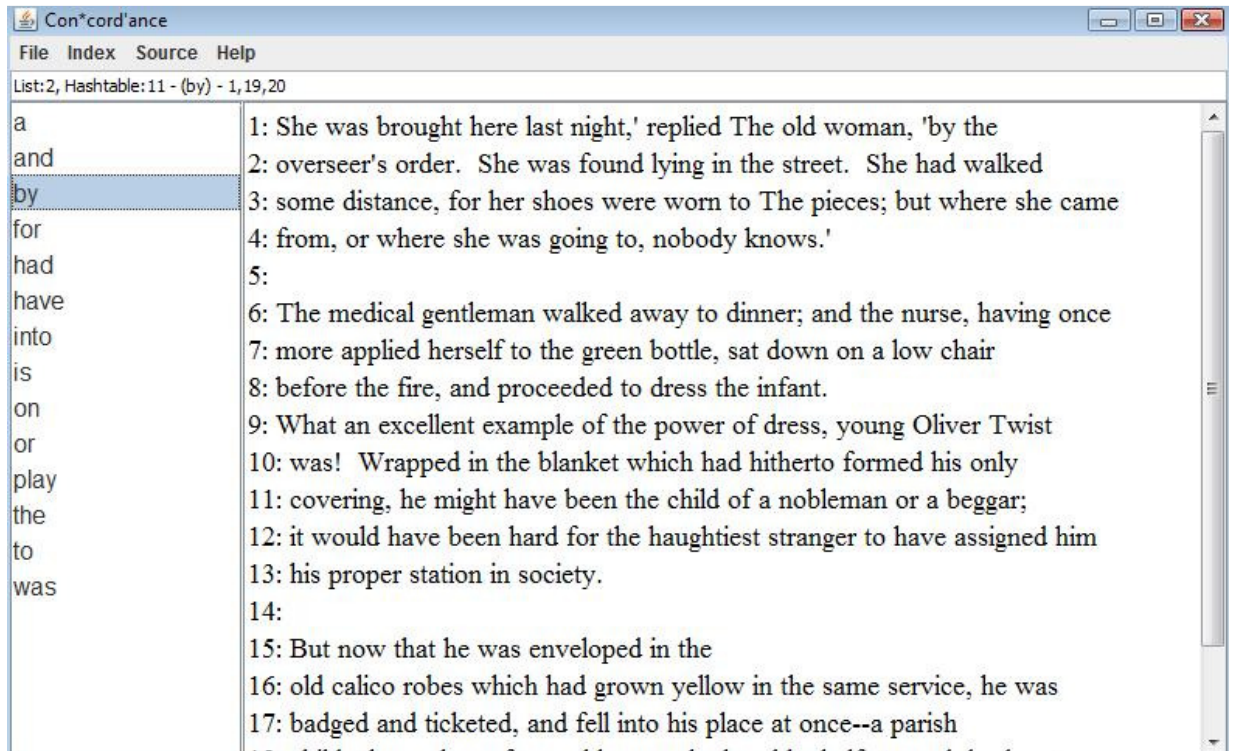 Con*cord'ance
File Index Source Help
List:2, Hashtable:11 - (by) - 1,19,20
a
and
by
for
had
have
into
is
on
or
play
the
to
was
1: She was brought here last night,' replied The old woman, 'by the
2: overseer's order.  She was found lying in the street.  She had walked
3: some distance, for her shoes were worn to The pieces; but where she came
4: from, or where she was going to, nobody knows.'
5:
6: The medical gentleman walked away to dinner; and the nurse, having once
7: more applied herself to the green bottle, sat down on a low chair
8: before the fire, and proceeded to dress the infant.
9: What an excellent example of the power of dress, young Oliver Twist
10: was!  Wrapped in the blanket which had hitherto formed his only
11: covering, he might have been the child of a nobleman or a beggar;
12: it would have been hard for the haughtiest stranger to have assigned him
13: his proper station in society.
14:
15: But now that he was enveloped in the
16: old calico robes which had grown yellow in the same service, he was
17: badged and ticketed, and fell into his place at once--a parish